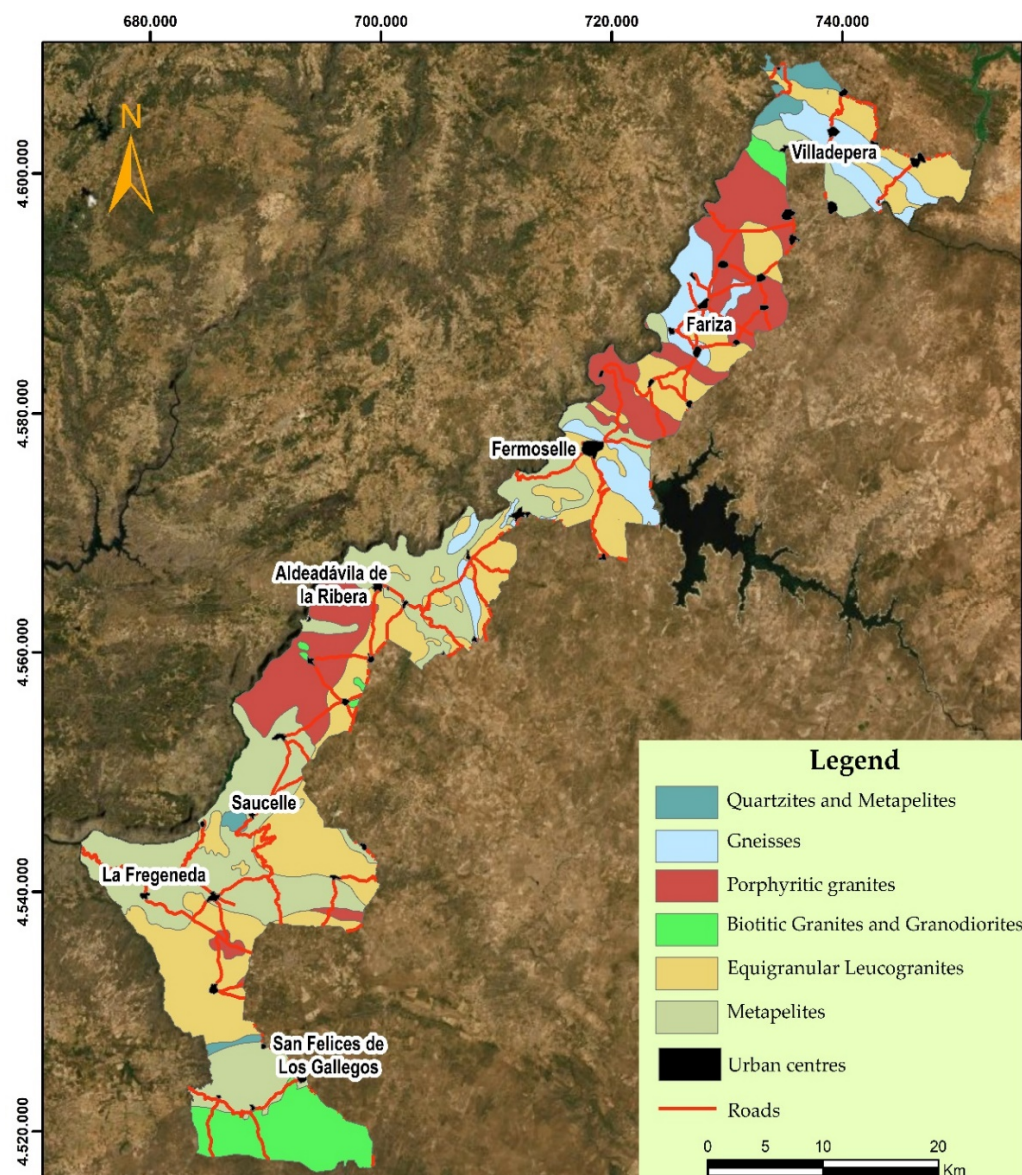 680.000 700.000 720.000 740.000
N
4.600.000
4.580.000
4.560.000
4.540.000
4.520.000
Villadepera
Fariza
Fermoselle
Aldeadávila de
la Ribera
Saucelle
La Fregeneda
San Felices de
Los Gallegos
Legend
Quartzites and Metapelites
Gneisses
Porphyritic granites
Biotitic Granites and Granodiorites
Equigranular Leucogranites
Metapelites
Urban centres
Roads
0 5 10 20
Km